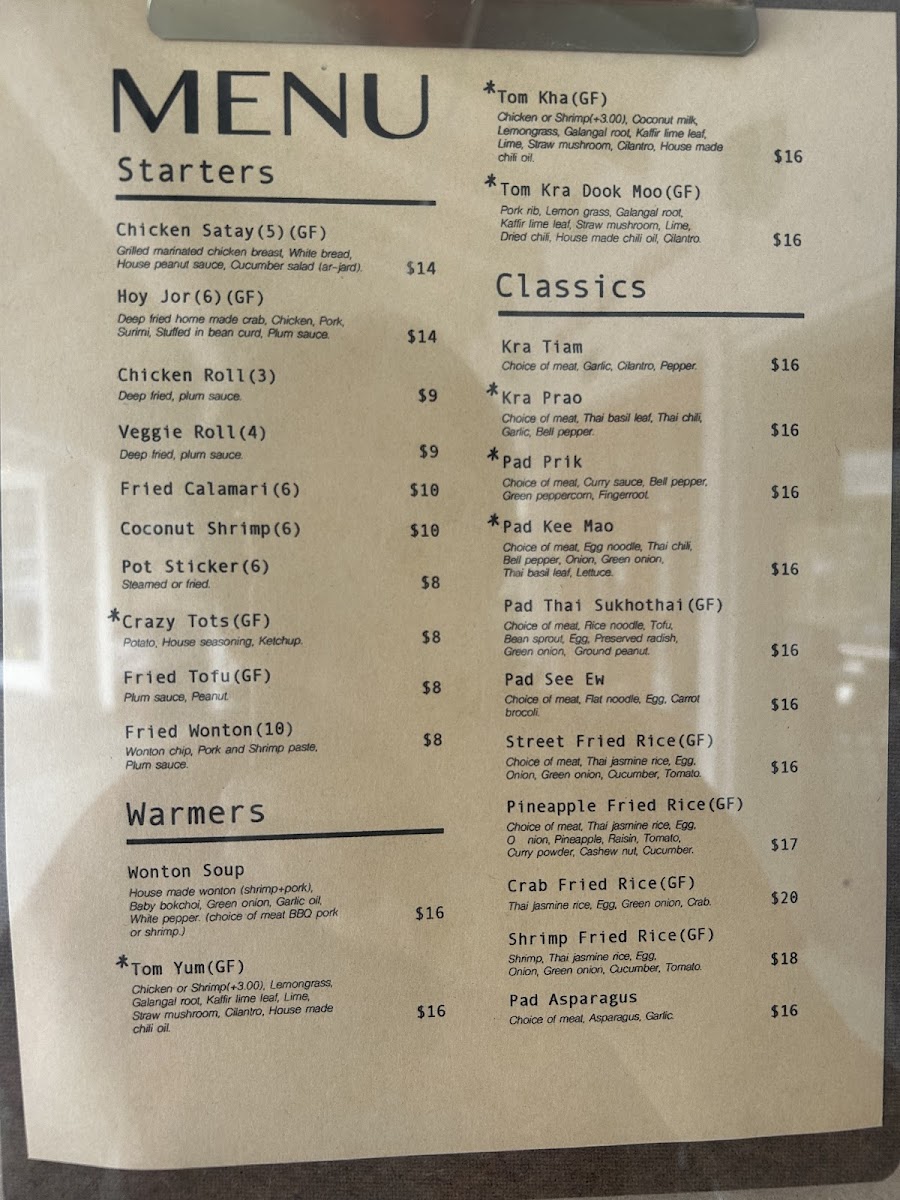 MENU
Starters
Chicken Satay(5)(GF)
Grilled marinated chicken breast, White bread,
House peanut sauce, Cucumber salad (ar-jard). $14
Hoy Jor(6)(GF)
Deep fried home made crab, Chicken, Pork,
Surimi, Stuffed in bean curd, Plum sauce. $14
Chicken Roll(3)
Deep fried, plum sauce. $9
Veggie Roll(4)
Deep fried, plum sauce. $9
Fried Calamari(6) $10
Coconut Shrimp(6) $10
Pot Sticker(6)
Steamed or fried. $8
*Crazy Tots(GF)
Potato, House seasoning, Ketchup. $8
Fried Tofu(GF)
Plum sauce, Peanut. $8
Fried Wonton(10)
Wonton chip, Pork and Shrimp paste, $8
Plum sauce.
Warmers
Wonton Soup
House made wonton (shrimp+pork),
Baby bokchoi, Green onion, Garlic oil,
White pepper. (choice of meat BBQ pork $16
or shrimp.)
*Tom Yum(GF)
Chicken or Shrimp(+3.00), Lemongrass,
Galangal root, Kaffir lime leaf, Lime,
Straw mushroom, Cilantro, House made $16
chili oil.
*Tom Kha(GF)
Chicken or Shrimp(+3.00), Coconut milk,
Lemongrass, Galangal root, Kaffir lime leaf,
Lime, Straw mushroom, Cilantro, House made
chili oil. $16
*Tom Kra Dook Moo(GF)
Pork rib, Lemon grass, Galangal root,
Kaffir lime leaf, Straw mushroom, Lime,
Dried chili, House made chili oil, Cilantro. $16
Classics
Kra Tiam
Choice of meat, Garlic, Cilantro, Pepper. $16
*Kra Prao
Choice of meat, Thai basil leaf, Thai chili,
Garlic, Bell pepper. $16
*Pad Prik
Choice of meat, Curry sauce, Bell pepper,
Green peppercorn, Fingerroot. $16
*Pad Kee Mao
Choice of meat, Egg noodle, Thai chili,
Bell pepper, Onion, Green onion,
Thai basil leaf, Lettuce. $16
Pad Thai Sukhothai(GF)
Choice of meat, Rice noodle, Tofu,
Bean sprout, Egg, Preserved radish,
Green onion, Ground peanut. $16
Pad See Ew
Choice of meat, Flat noodle, Egg, Carrot $16
brocoli.
Street Fried Rice(GF)
Choice of meat, Thai jasmine rice, Egg,
Onion, Green onion, Cucumber, Tomato. $16
Pineapple Fried Rice(GF)
Choice of meat, Thai jasmine rice, Egg,
O nion, Pineapple, Raisin, Tomato,
Curry powder, Cashew nut, Cucumber. $17
Crab Fried Rice(GF)
Thai jasmine rice, Egg, Green onion, Crab. $20
Shrimp Fried Rice(GF)
Shrimp, Thai jasmine rice, Egg,
Onion, Green onion, Cucumber, Tomato. $18
Pad Asparagus
Choice of meat, Asparagus, Garlic. $16